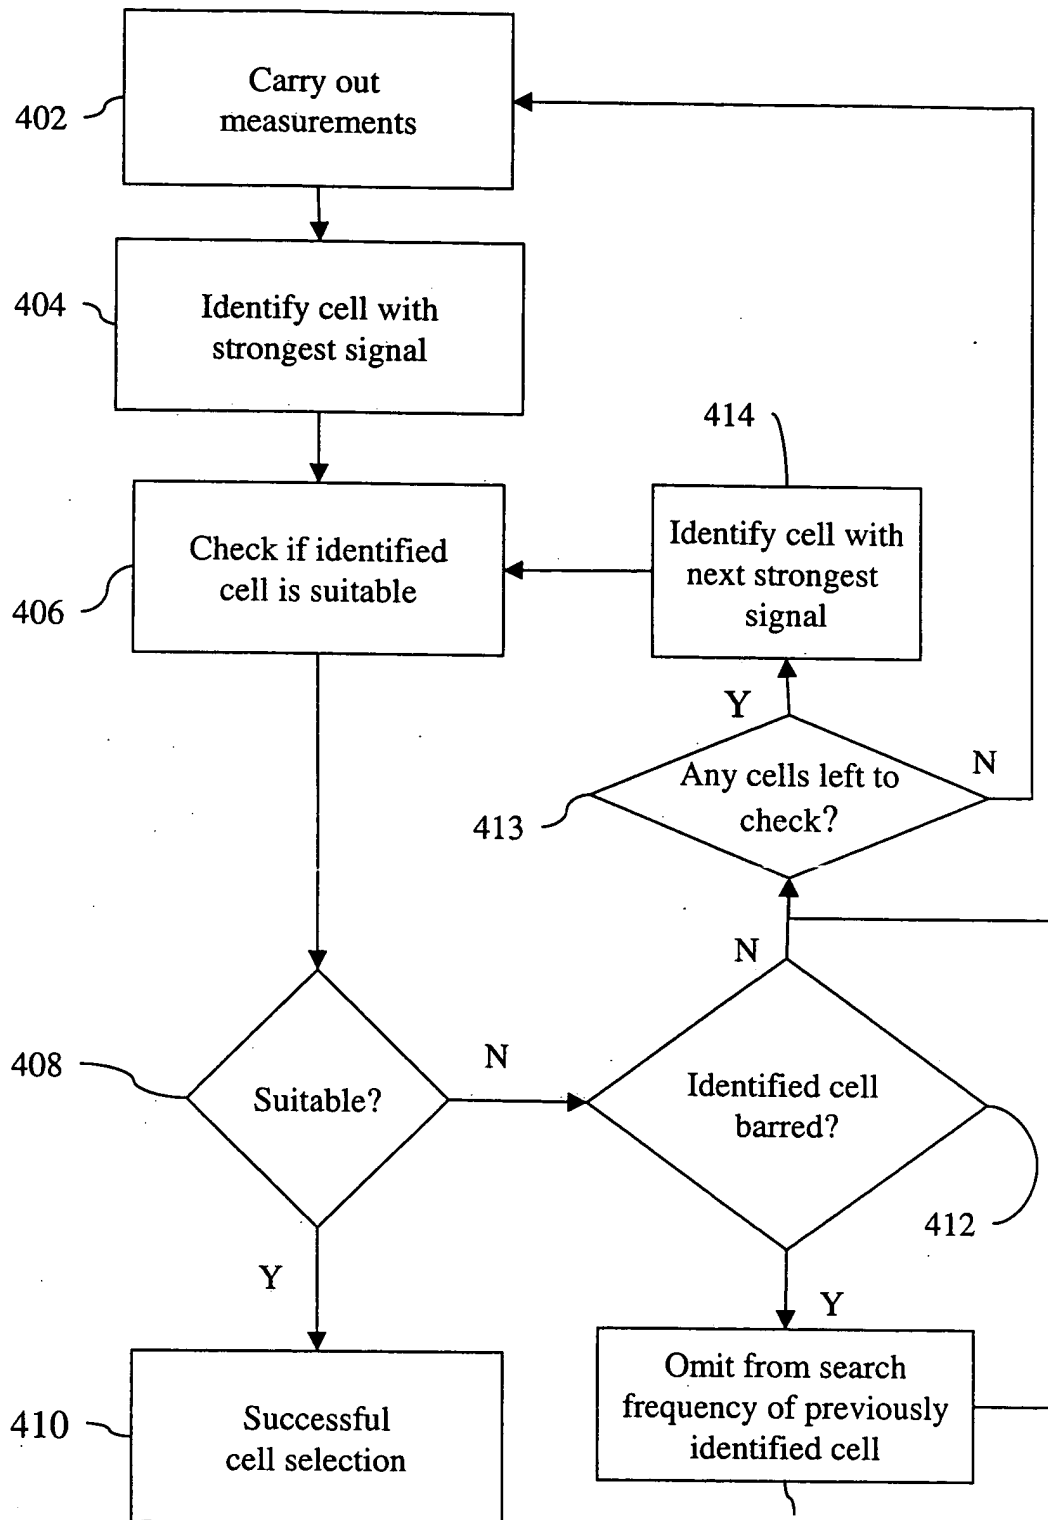 402
Carry out
measurements
404
Identify cell with
strongest signal
414
406
Check if identified
cell is suitable
Identify cell with
next strongest
signal
Y
N
413
Any cells left to
check?
N
408
Suitable?
N
Identified cell
barred?
412
Y
Y
410
Successful
cell selection
Omit from search
frequency of previously
identified cell